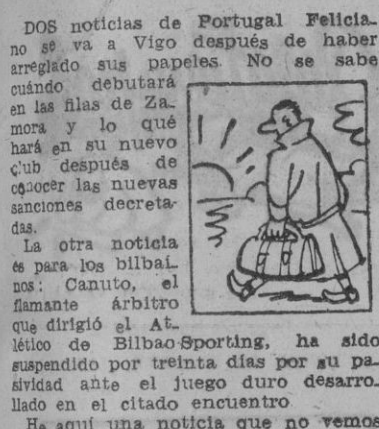 DOS noticias de Portugal Felicia-
no se va a Vigo después de haber
arreglado sus papeles. No se sabe
cuándo debutará
en las filas de Za-
mora y lo qué
hará en su nuevo
club después de
conocer las nuevas
sanciones decreta-
das.
La otra noticia
és para los bilbaí-
nos: Canuto, el
flamante árbitro
que dirigió el At-
lético de Bilbao-Sporting, ha sido
suspendido por treinta días por su pa-
sividad ante el juego duro desarro-
llado en el citado encuentro
He aquí una noticia que no vemos